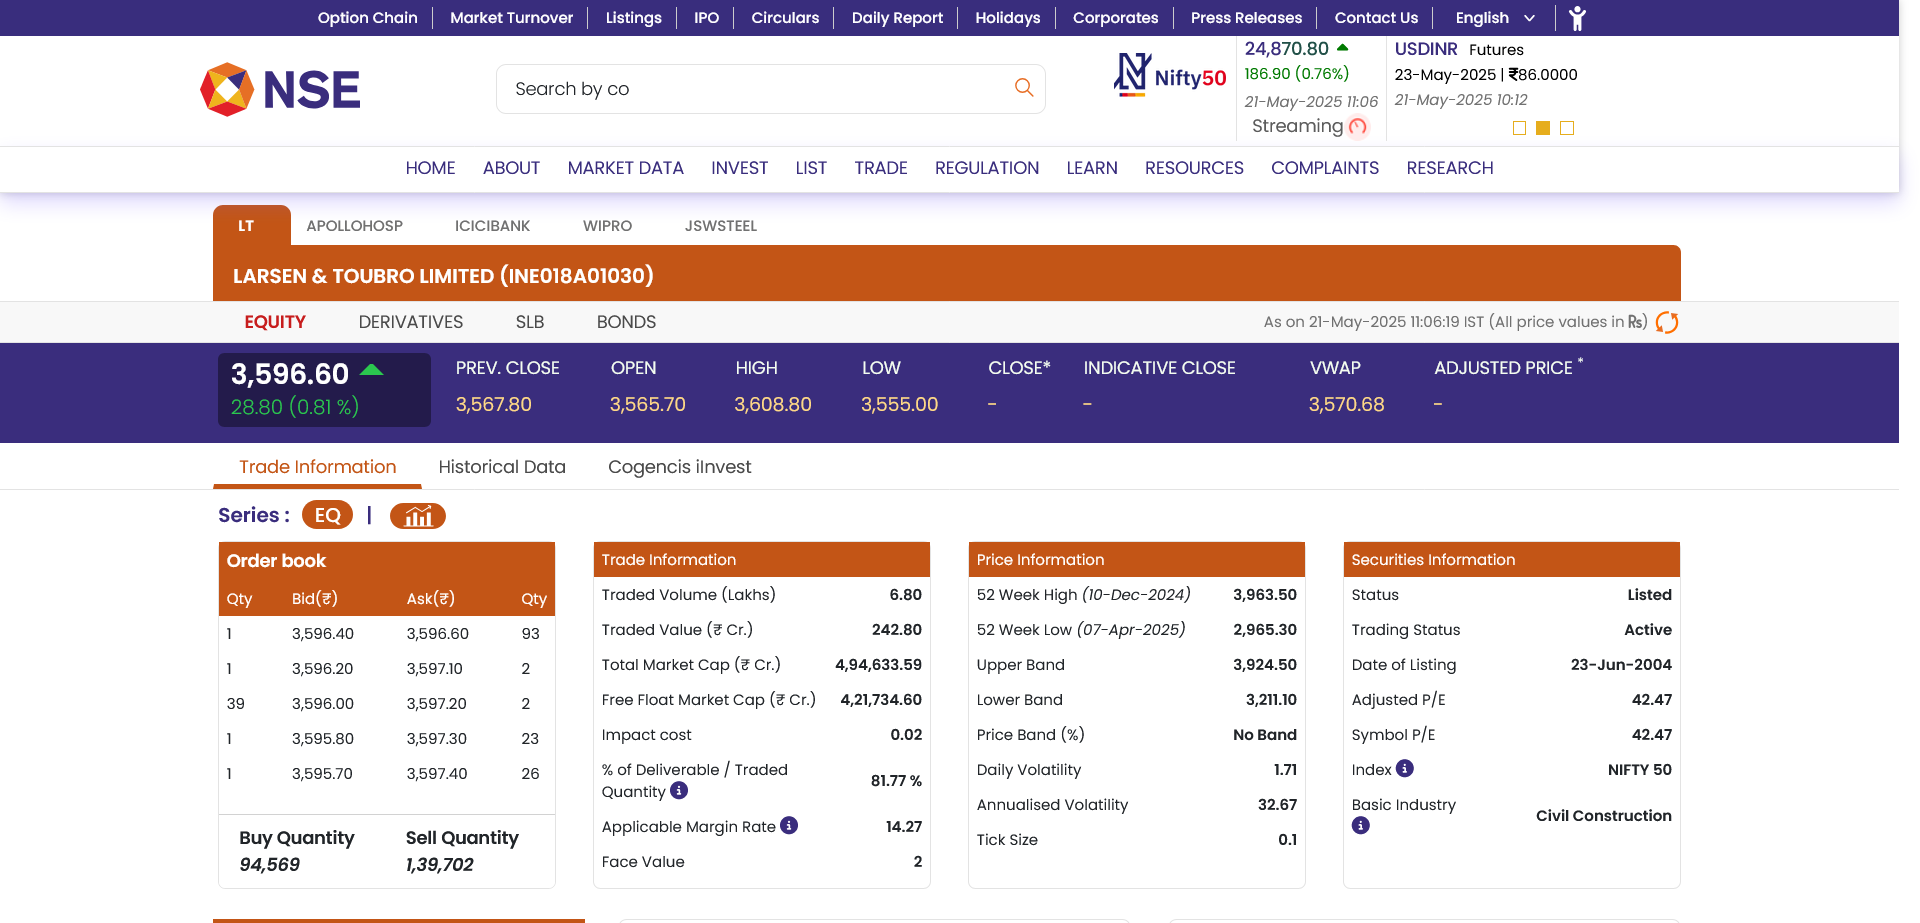 Option Chain Market Turnover Listings IPO Circulars Daily Report Holidays Corporates Press Releases Contact Us English
NSE
Search by co
Nifty50
24,870.80
186.90 (0.76%)
21-May-2025 11:06
Streaming
USDINR Futures
23-May-2025 | ₹86.0000
21-May-2025 10:12
HOME ABOUT MARKET DATA INVEST LIST TRADE REGULATION LEARN RESOURCES COMPLAINTS RESEARCH
LT APOLLOHOSP ICICIBANK WIPRO JSWSTEEL
LARSEN & TOUBRO LIMITED (INE018A01030)
EQUITY DERIVATIVES SLB BONDS
As on 21-May-2025 11:06:19 IST (All price values in ₨)
3,596.60
28.80 (0.81 %)
PREV. CLOSE OPEN HIGH LOW CLOSE* INDICATIVE CLOSE VWAP ADJUSTED PRICE *
3,567.80 3,565.70 3,608.80 3,555.00 - - 3,570.68 -
Trade Information Historical Data Cogencis iInvest
Series : EQ |
Order book
Qty Bid(₹) Ask(₹) Qty
1 3,596.40 3,596.60 93
1 3,596.20 3,597.10 2
39 3,596.00 3,597.20 2
1 3,595.80 3,597.30 23
1 3,595.70 3,597.40 26
Buy Quantity Sell Quantity
94,569 1,39,702
Trade Information
Traded Volume (Lakhs) 6.80
Traded Value (₹ Cr.) 242.80
Total Market Cap (₹ Cr.) 4,94,633.59
Free Float Market Cap (₹ Cr.) 4,21,734.60
Impact cost 0.02
% of Deliverable / Traded
Quantity 81.77 %
Applicable Margin Rate 14.27
Face Value 2
Price Information
52 Week High (10-Dec-2024) 3,963.50
52 Week Low (07-Apr-2025) 2,965.30
Upper Band 3,924.50
Lower Band 3,211.10
Price Band (%) No Band
Daily Volatility 1.71
Annualised Volatility 32.67
Tick Size 0.1
Securities Information
Status Listed
Trading Status Active
Date of Listing 23-Jun-2004
Adjusted P/E 42.47
Symbol P/E 42.47
Index NIFTY 50
Basic Industry Civil Construction